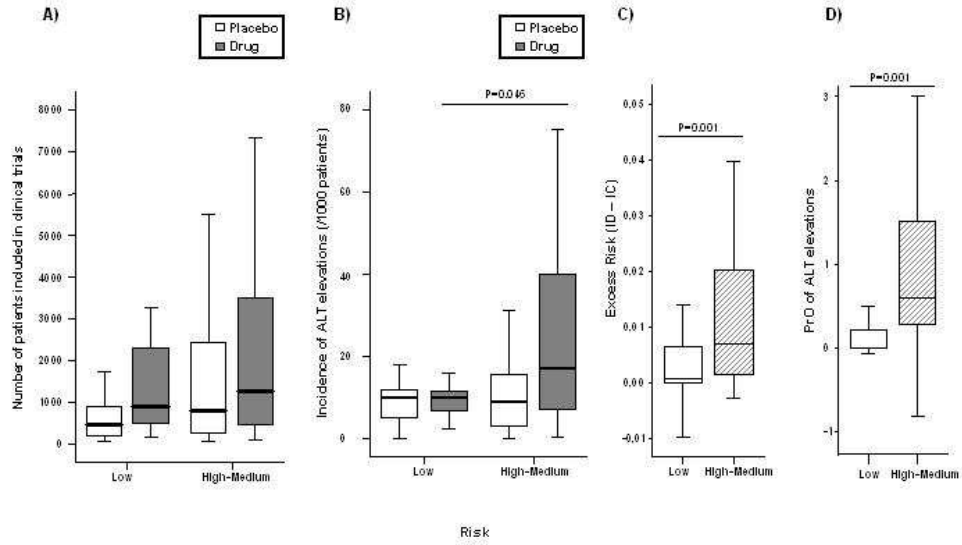 A)
Placebo
Drug
Number of patients included in clinical trials
8000
7000
6000
5000
4000
3000
2000
1000
0
Low
High-Medium
B)
Placebo
Drug
P=0.046
Incidence of ALT elevations (/1000 patients)
80
60
40
20
0
Low
High-Medium
C)
P=0.001
Excess Risk (ID – IC)
0.05
0.04
0.03
0.02
0.01
0.00
-0.01
Low
High-Medium
D)
P=0.001
PrO of ALT elevations
3
2
1
0
-1
Low
High-Medium
Risk